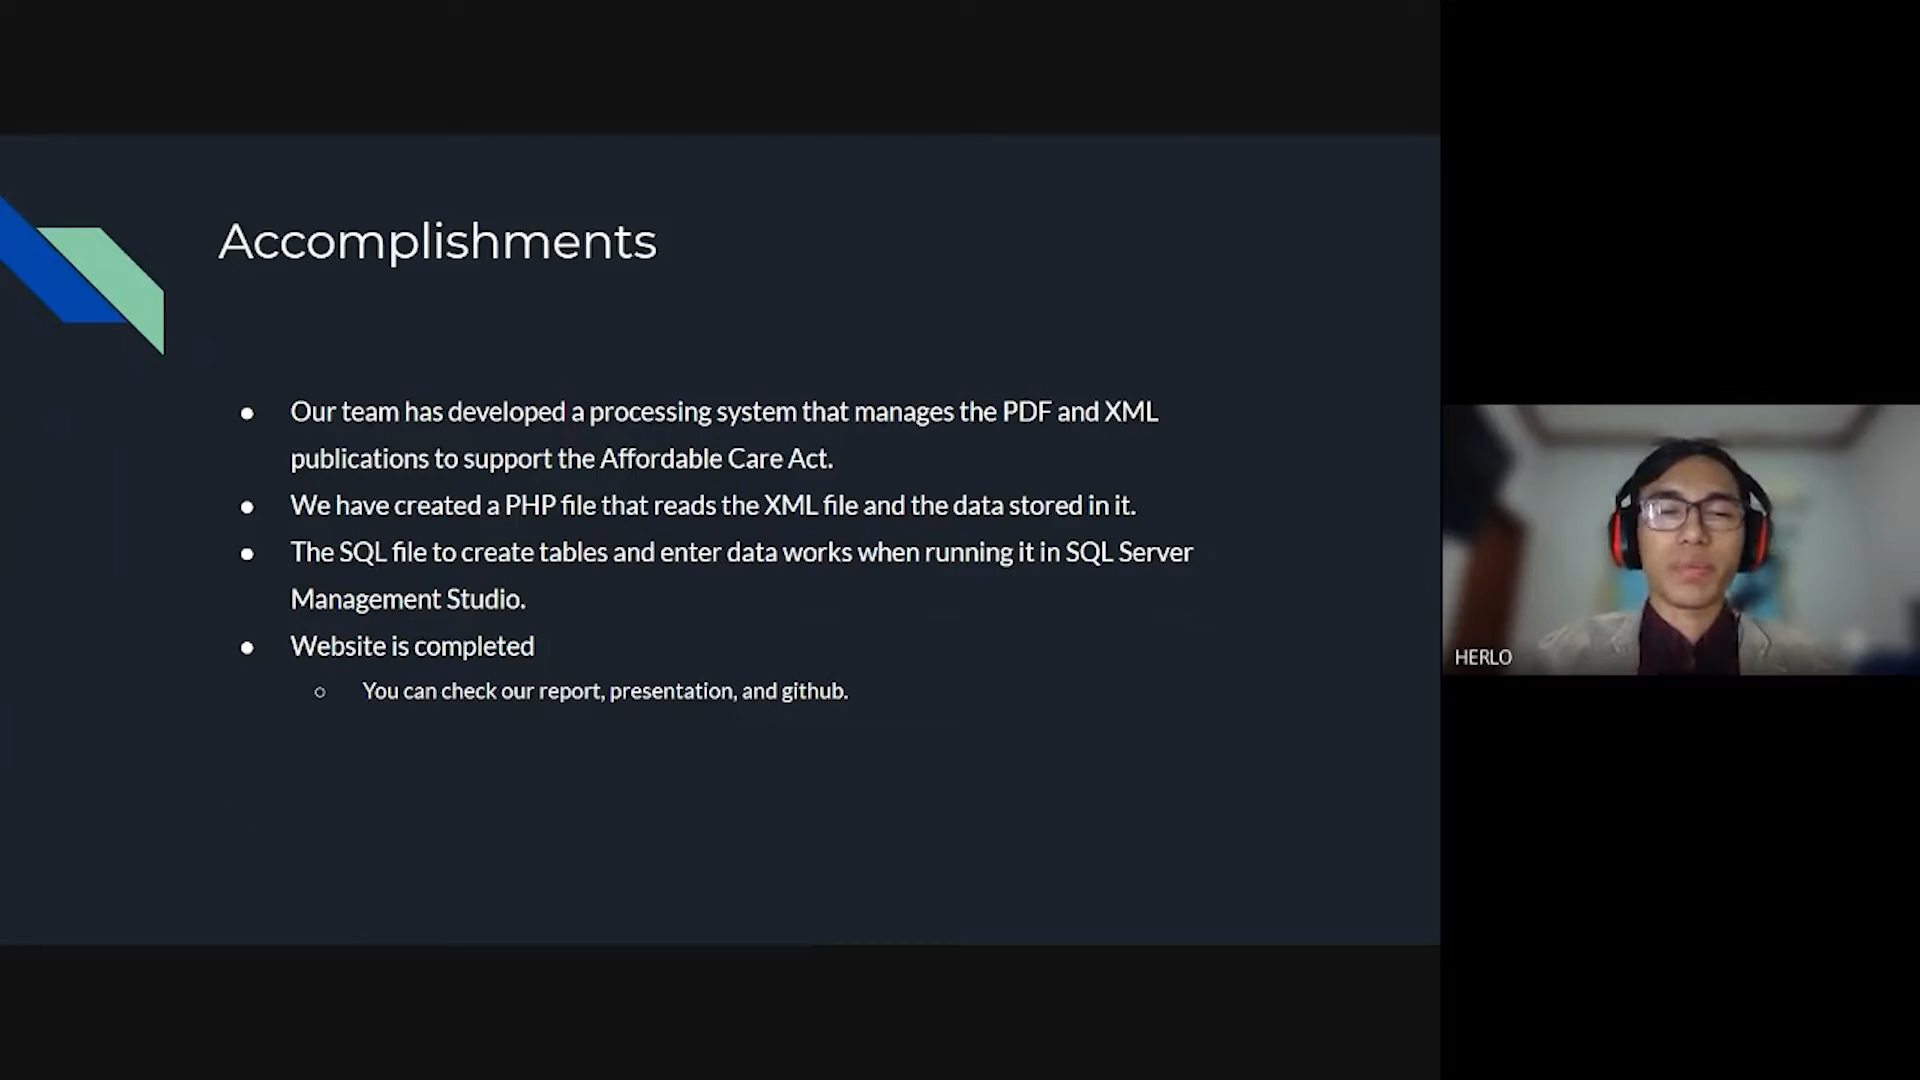 Accomplishments
● Our team has developed a processing system that manages the PDF and XML
publications to support the Affordable Care Act.
● We have created a PHP file that reads the XML file and the data stored in it.
● The SQL file to create tables and enter data works when running it in SQL Server
Management Studio.
● Website is completed
○ You can check our report, presentation, and github.
HERLO